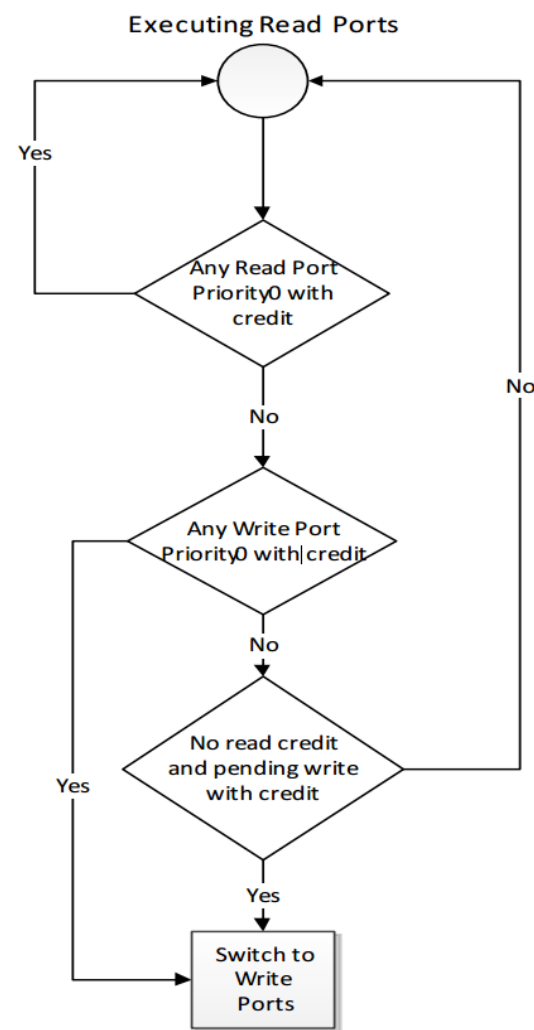 Executing Read Ports
Yes
Any Read Port
Priority0 with
credit
No
No
Any Write Port
Priority0 with credit
No
No read credit
and pending write
with credit
Yes
Yes
Switch to
Write
Ports